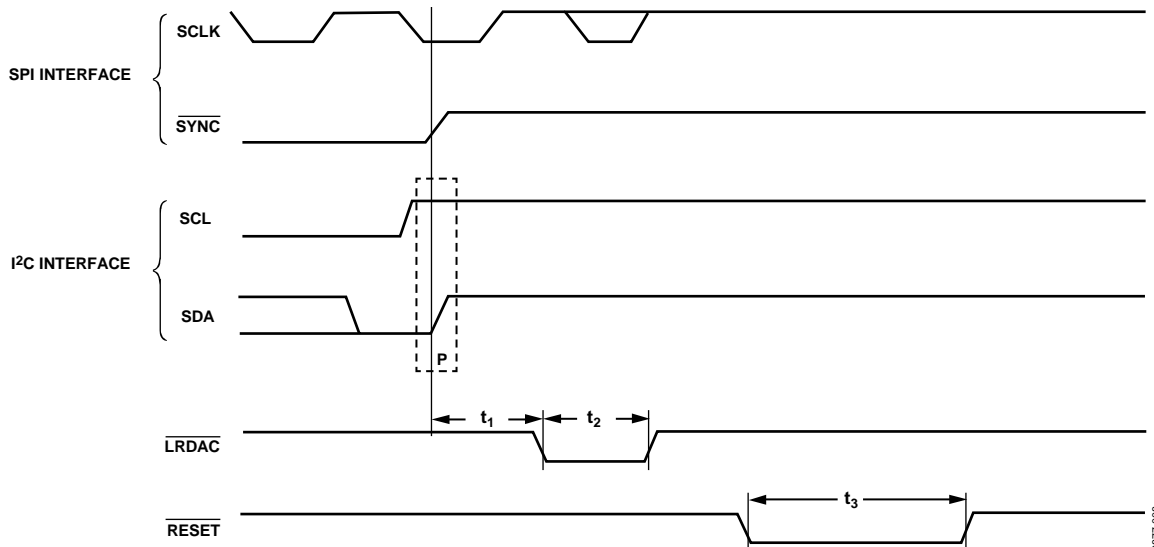 SCLK
SPI INTERFACE
SYNC
SCL
I²C INTERFACE
SDA
P
t₁
t₂
LRDAC
t₃
RESET